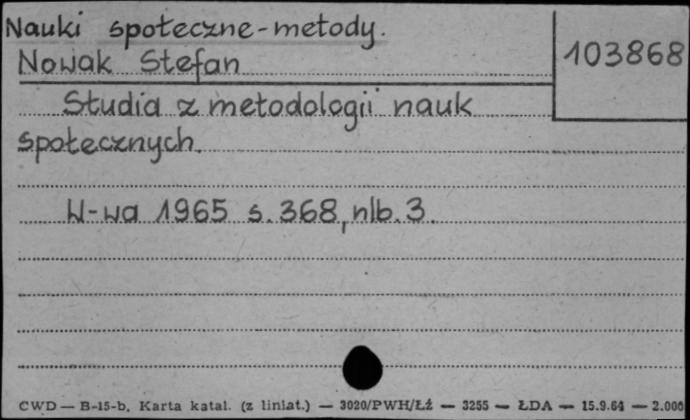 Nauki społeczne-metody.
Nowak Stefan
103868
Studia z metodologii nauk
społecznych.
W-wa 1965 s. 368, nlb. 3.
CWD — B-15-b, Karta katal. (z liniat.) — 3020/PWH/Łź — 3255 — ŁDA — 15.9.64 — 2.000